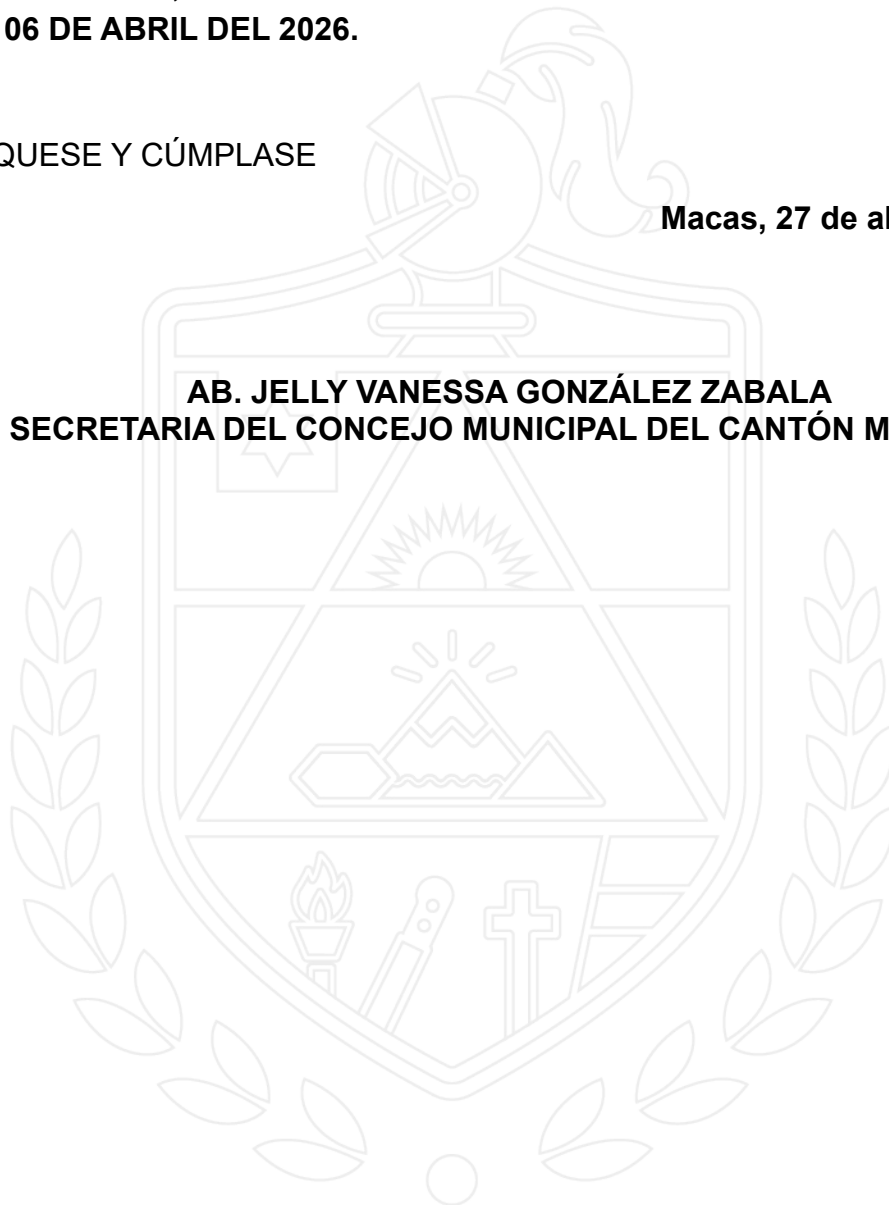 06 DE ABRIL DEL 2026.
QUESE Y CÚMPLASE
Macas, 27 de a
AB. JELLY VANESSA GONZÁLEZ ZABALA
SECRETARIA DEL CONCEJO MUNICIPAL DEL CANTÓN M